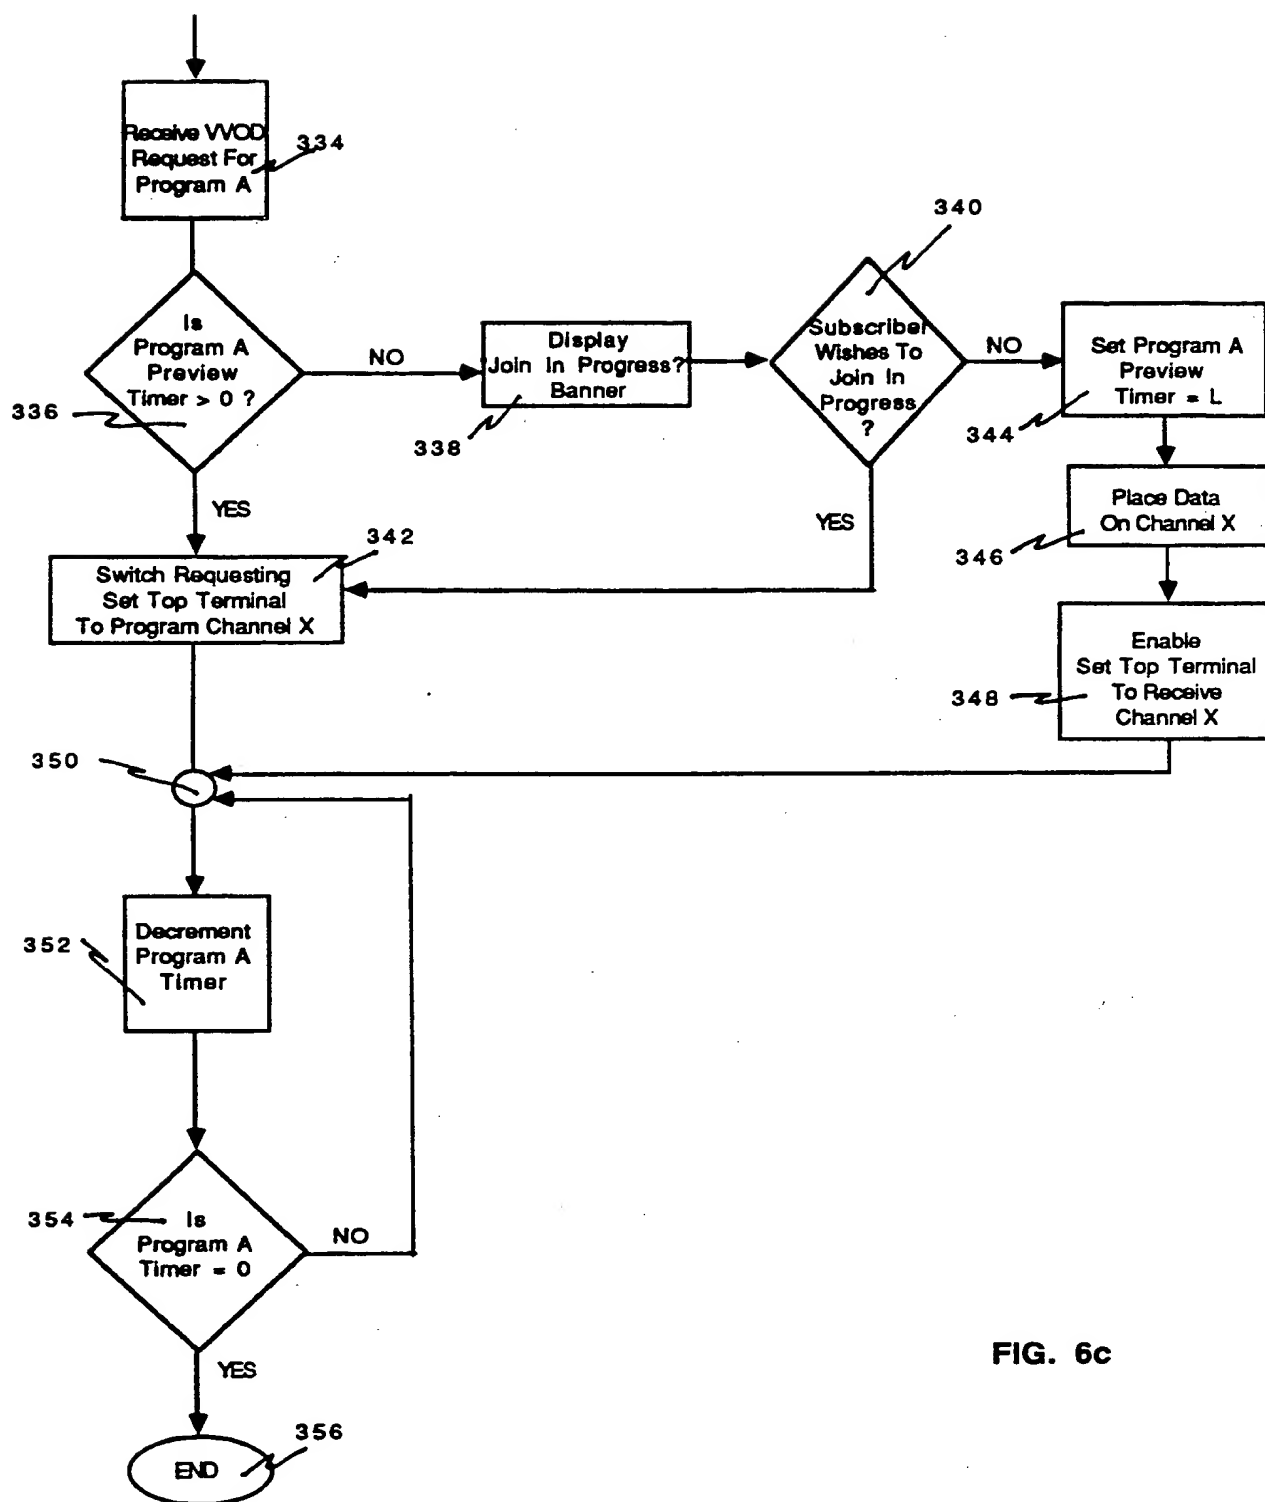 Receive VVOD
Request For
Program A
334
Is
Program A
Preview
Timer > 0 ?
336
NO
YES
Display
Join In Progress?
Banner
338
340
Subscriber
Wishes To
Join In
Progress
?
NO
YES
Set Program A
Preview
Timer = L
344
Place Data
On Channel X
346
Enable
Set Top Terminal
To Receive
Channel X
348
342
Switch Requesting
Set Top Terminal
To Program Channel X
350
Decrement
Program A
Timer
352
354
Is
Program A
Timer = 0
NO
YES
END
356
FIG. 6c